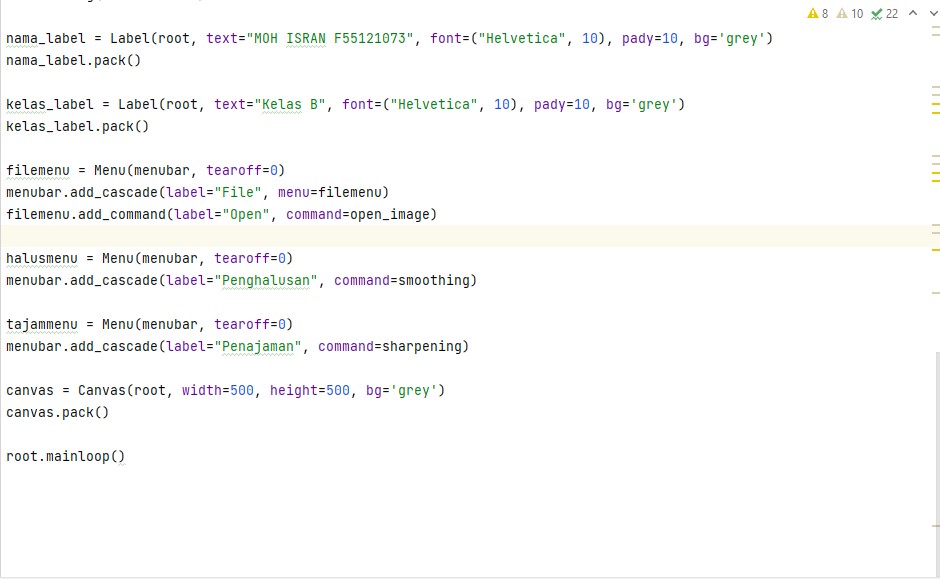 8 10 22
nama_label = Label(root, text="MOH ISRAN F55121073", font=("Helvetica", 10), pady=10, bg='grey')
nama_label.pack()
kelas_label = Label(root, text="Kelas B", font=("Helvetica", 10), pady=10, bg='grey')
kelas_label.pack()
filemenu = Menu(menubar, tearoff=0)
menubar.add_cascade(label="File", menu=filemenu)
filemenu.add_command(label="Open", command=open_image)
halusmenu = Menu(menubar, tearoff=0)
menubar.add_cascade(label="Penghalusan", command=smoothing)
tajammenu = Menu(menubar, tearoff=0)
menubar.add_cascade(label="Penajaman", command=sharpening)
canvas = Canvas(root, width=500, height=500, bg='grey')
canvas.pack()
root.mainloop()